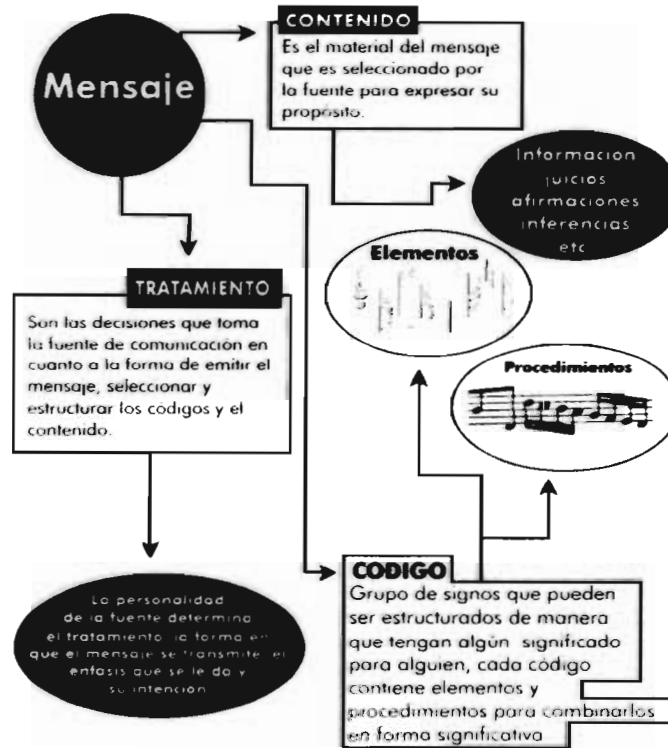 Mensaje
CONTENIDO
Es el material del mensaje
que es seleccionado por
la fuente para expresar su
propósito.
Información
juicios
afirmaciones
inferencias
etc
Elementos
Procedimientos
TRATAMIENTO
Son las decisiones que toma
la fuente de comunicación en
cuanto a la forma de emitir el
mensaje, seleccionar y
estructurar los códigos y el
contenido.
La personalidad
de la fuente determina
el tratamiento la forma en
que el mensaje se transmite el
énfasis que se le da y
su intención
CODIGO
Grupo de signos que pueden
ser estructurados de manera
que tengan algún significado
para alguien, cada código
contiene elementos y
procedimientos para combinarlos
en forma significativa